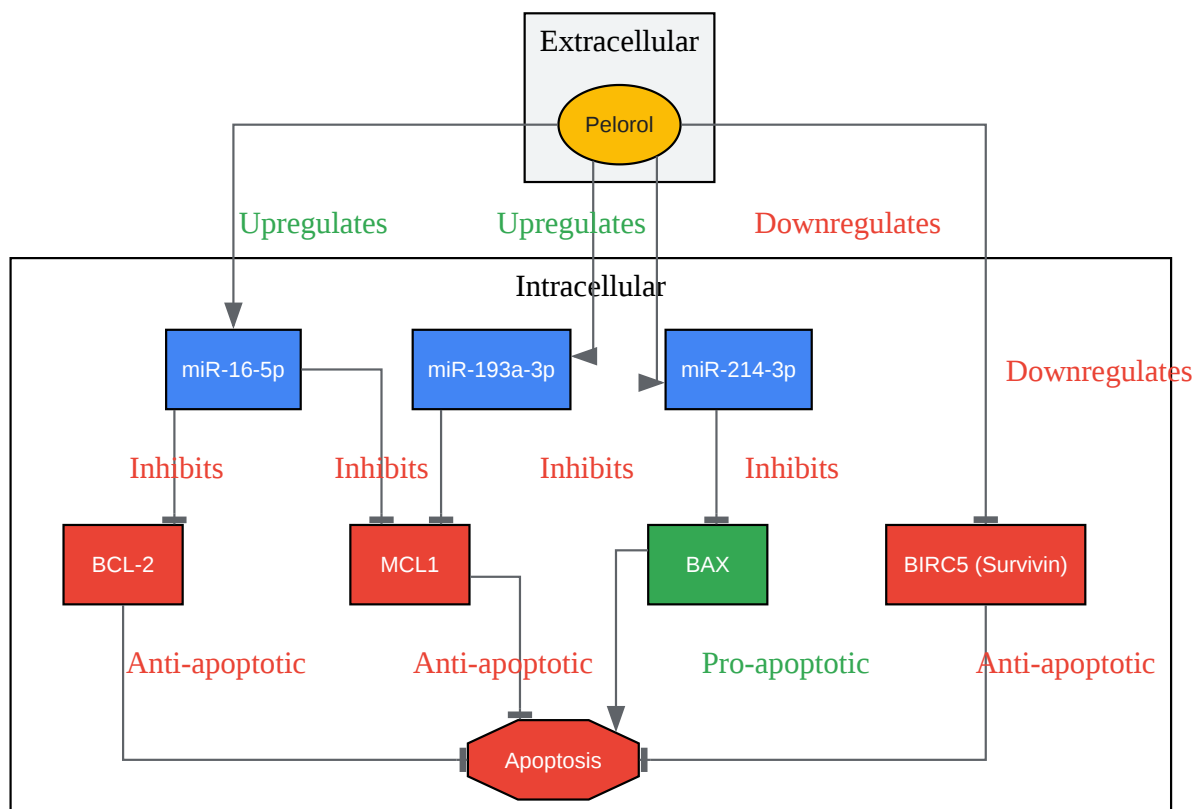 Extracellular
Pelorol
Upregulates
Upregulates
Downregulates
Intracellular
miR-16-5p
miR-193a-3p
miR-214-3p
Downregulates
Inhibits
Inhibits
Inhibits
Inhibits
BCL-2
MCL1
BAX
BIRC5 (Survivin)
Anti-apoptotic
Anti-apoptotic
Pro-apoptotic
Anti-apoptotic
Apoptosis